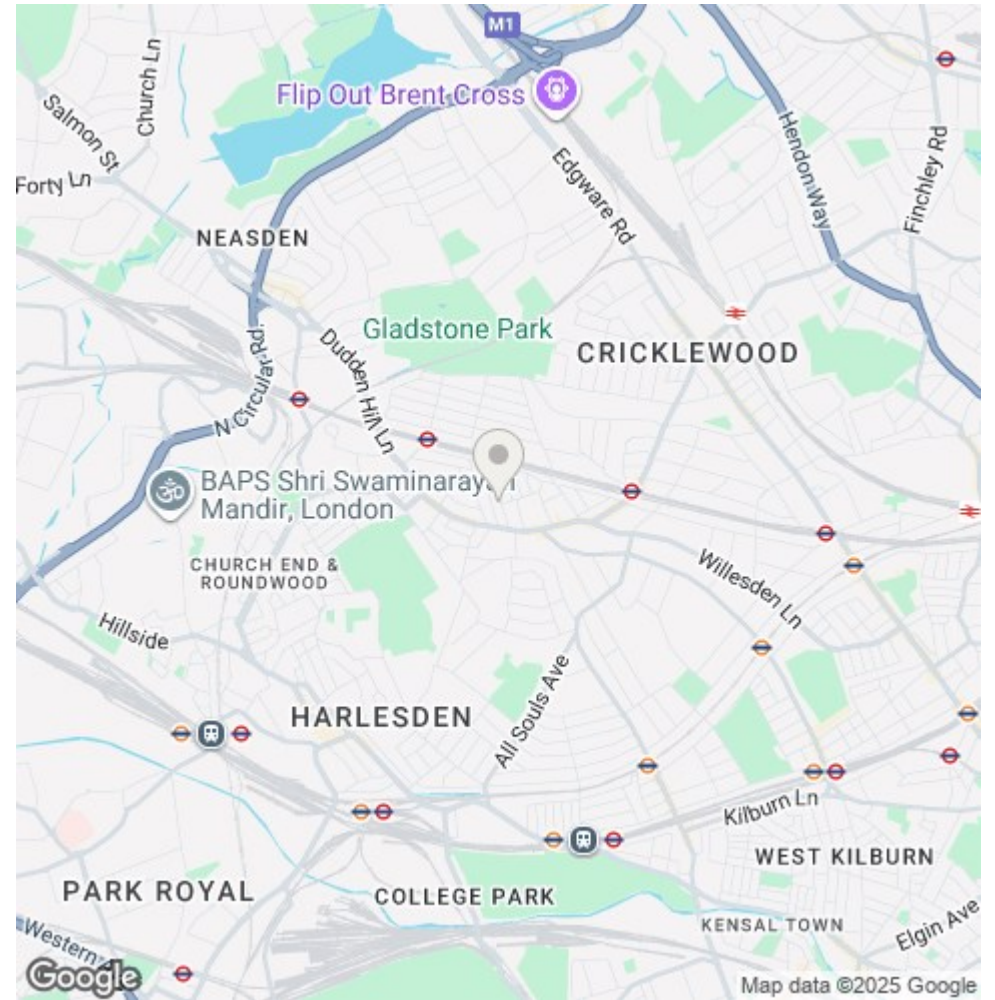 M1
Flip Out Brent Cross
Church Ln
Salmon St
Forty Ln
Hendon Way
Finchley Rd
Edgware Rd
NEASDEN
Gladstone Park
CRICKLEWOOD
Dudden Hill Ln
N Circular Rd
BAPS Shri Swaminarayan
Mandir, London
CHURCH END &
ROUNDWOOD
Willesden Ln
Hillside
HARLESDEN
All Souls Ave
Kilburn Ln
WEST KILBURN
PARK ROYAL
COLLEGE PARK
KENSAL TOWN
Elgin Ave
Western
Google
Map data ©2025 Google